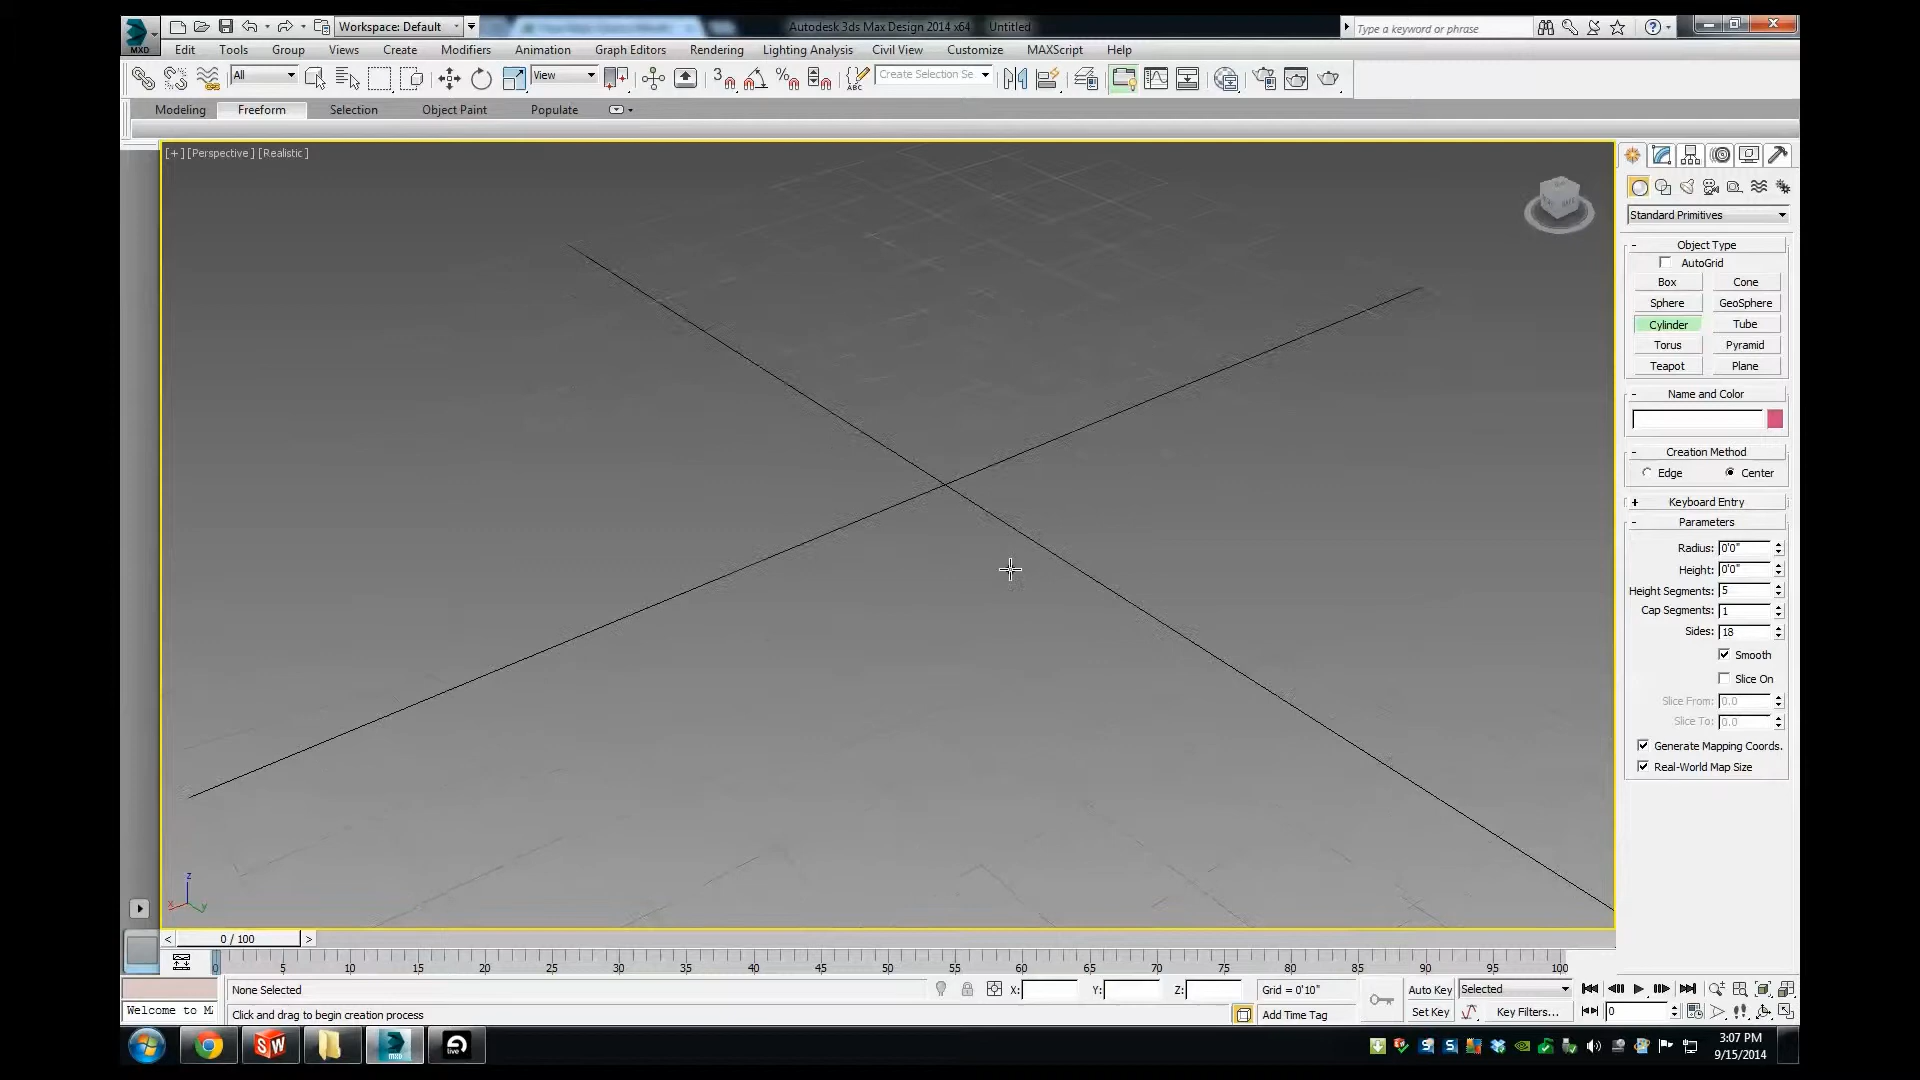 Workspace: Default
Autodesk 3ds Max Design 2014 x64 Untitled
Type a keyword or phrase
MXD
Edit Tools Group Views Create Modifiers Animation Graph Editors Rendering Lighting Analysis Civil View Customize MAXScript Help
All
View
3
%
ABC
Create Selection Se
Modeling Freeform Selection Object Paint Populate
[+] [Perspective] [Realistic]
Standard Primitives
- Object Type
AutoGrid
Box Cone
Sphere GeoSphere
Cylinder Tube
Torus Pyramid
Teapot Plane
- Name and Color
- Creation Method
Edge Center
+ Keyboard Entry
- Parameters
Radius: 0'0"
Height: 0'0"
Height Segments: 5
Cap Segments: 1
Sides: 18
Smooth
Slice On
Slice From: 0.0
Slice To: 0.0
Generate Mapping Coords.
Real-World Map Size
z
x y
< 0 / 100 >
0 5 10 15 20 25 30 35 40 45 50 55 60 65 70 75 80 85 90 95 100
None Selected X: Y: Z: Grid = 0'10" Auto Key Selected
Welcome to M
Click and drag to begin creation process Add Time Tag Set Key Key Filters... 0
SW
MXD
live
3:07 PM
9/15/2014